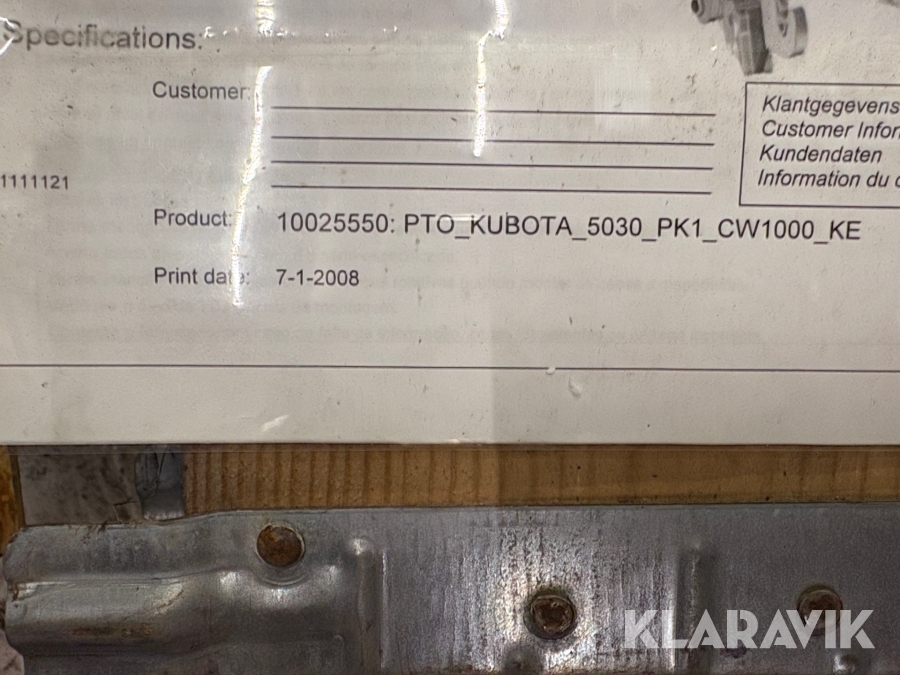 Specifications:
Customer:
Klantgegevens
Customer Infor
Kundendaten
Information du c
1111121
Product: 10025550: PTO_KUBOTA_5030_PK1_CW1000_KE
Print date: 7-1-2008
KLARAVIK